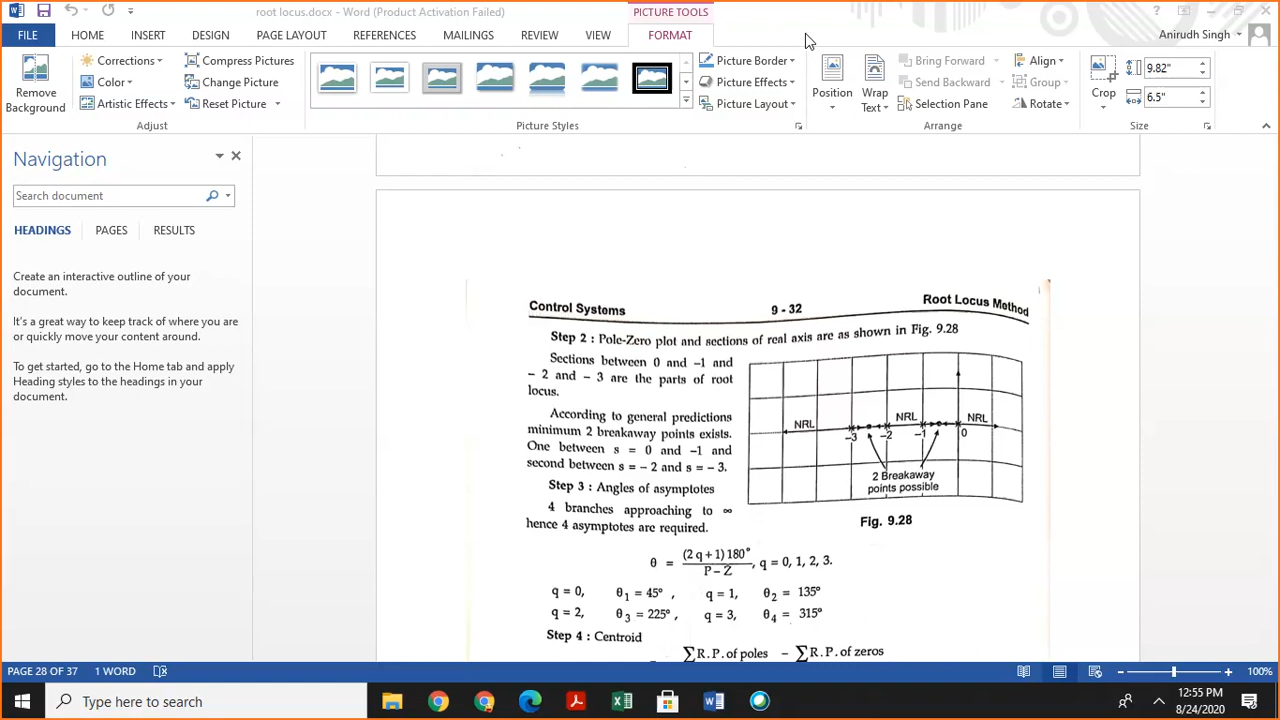 root locus.docx - Word (Product Activation Failed)
PICTURE TOOLS
FILE HOME INSERT DESIGN PAGE LAYOUT REFERENCES MAILINGS REVIEW VIEW FORMAT
Anirudh Singh
Remove Background
Corrections
Color
Artistic Effects
Compress Pictures
Change Picture
Reset Picture
Adjust
Picture Styles
Picture Border
Picture Effects
Picture Layout
Position
Wrap Text
Bring Forward
Send Backward
Selection Pane
Align
Group
Rotate
Arrange
Crop
9.82"
6.5"
Size
Navigation
Search document
HEADINGS PAGES RESULTS
Create an interactive outline of your
document.
It's a great way to keep track of where you are
or quickly move your content around.
To get started, go to the Home tab and apply
Heading styles to the headings in your
document.
Control Systems 9 - 32 Root Locus Method
Step 2 : Pole-Zero plot and sections of real axis are as shown in Fig. 9.28
Sections between 0 and –1 and
– 2 and – 3 are the parts of root
locus.
According to general predictions
minimum 2 breakaway points exists.
One between s = 0 and -1 and
second between s = – 2 and s = – 3.
NRL NRL NRL
–3 –2 –1 0
2 Breakaway
points possible
Fig. 9.28
Step 3 : Angles of asymptotes
4 branches approaching to ∞
hence 4 asymptotes are required.
θ = (2 q + 1) 180° / P – Z , q = 0, 1, 2, 3.
q = 0, θ1 = 45° , q = 1, θ2 = 135°
q = 2, θ3 = 225° , q = 3, θ4 = 315°
Step 4 : Centroid
∑ R. P. of poles – ∑ R. P. of zeros
PAGE 28 OF 37 1 WORD
100%
Type here to search
12:55 PM
8/24/2020